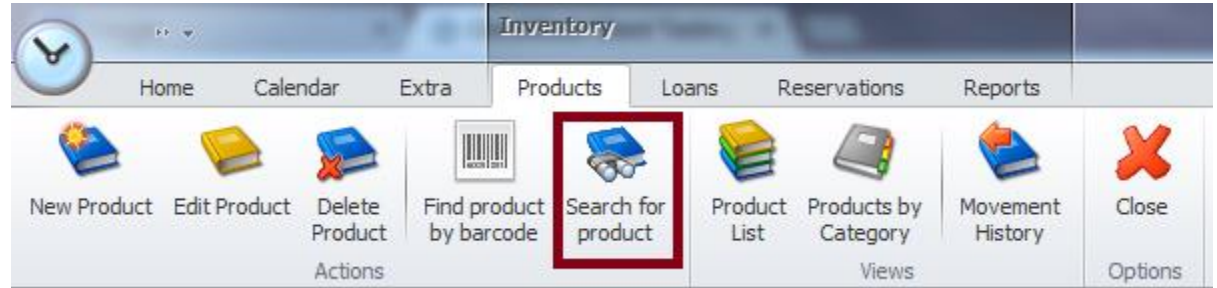 Inventory
Home Calendar Extra Products Loans Reservations Reports
New Product Edit Product Delete Product Find product by barcode Search for product Product List Products by Category Movement History Close
Actions Views Options